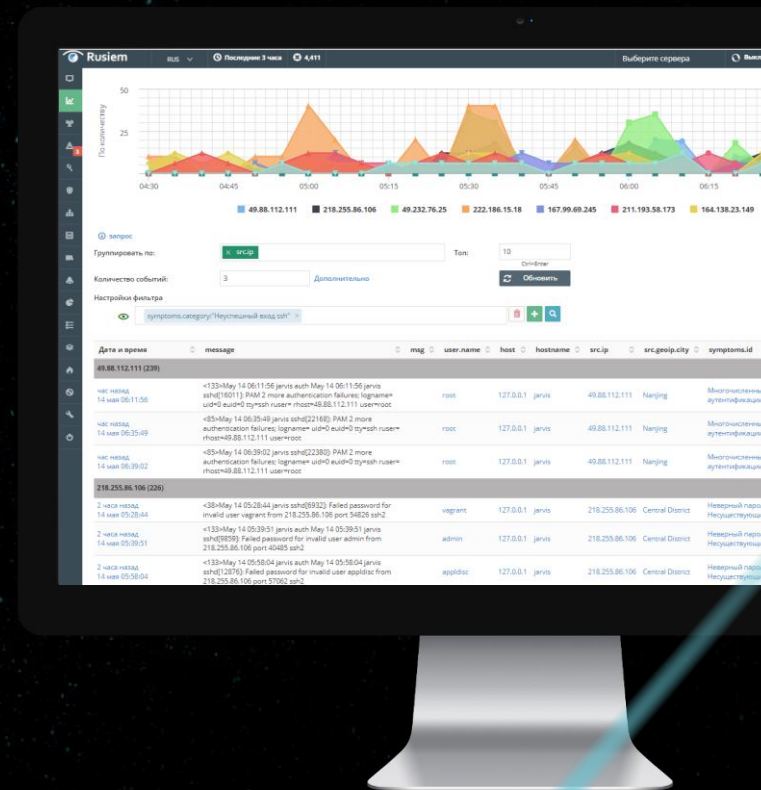 Rusiem RUS Последние 3 часа 4,411 Выберите сервера
50
По количеству
25
3
04:30 04:45 05:00 05:15 05:30 05:45 06:00 06:15
49.88.112.111 218.255.86.106 49.232.76.25 222.186.15.18 167.99.69.245 211.193.58.173 164.138.23.149
запрос
Группировать по: × src.ip Топ: 10
Ctrl+Enter
Количество событий: 3 Дополнительно Обновить
Настройки фильтра
symptoms.category:"Неуспешный вход ssh" ×
Дата и время message msg user.name host hostname src.ip src.geoip.city symptoms.id
49.88.112.111 (239)
час назад
14 мая 06:11:56
<133>May 14 06:11:56 jarvis auth May 14 06:11:56 jarvis
sshd[16011]: PAM 2 more authentication failures; logname=
uid=0 euid=0 tty=ssh ruser= rhost=49.88.112.111 user=root
root 127.0.0.1 jarvis 49.88.112.111 Nanjing
час назад
14 мая 06:35:49
<85>May 14 06:35:49 jarvis sshd[22168]: PAM 2 more
authentication failures; logname= uid=0 euid=0 tty=ssh ruser=
rhost=49.88.112.111 user=root
root 127.0.0.1 jarvis 49.88.112.111 Nanjing
час назад
14 мая 06:39:02
<85>May 14 06:39:02 jarvis sshd[22380]: PAM 2 more
authentication failures; logname= uid=0 euid=0 tty=ssh ruser=
rhost=49.88.112.111 user=root
root 127.0.0.1 jarvis 49.88.112.111 Nanjing
218.255.86.106 (226)
2 часа назад
14 мая 05:28:44
<38>May 14 05:28:44 jarvis sshd[6932]: Failed password for
invalid user vagrant from 218.255.86.106 port 54826 ssh2
vagrant 127.0.0.1 jarvis 218.255.86.106 Central District
2 часа назад
14 мая 05:39:51
<133>May 14 05:39:51 jarvis auth May 14 05:39:51 jarvis
sshd[9859]: Failed password for invalid user admin from
218.255.86.106 port 40485 ssh2
admin 127.0.0.1 jarvis 218.255.86.106 Central District
2 часа назад
14 мая 05:58:04
<133>May 14 05:58:04 jarvis auth May 14 05:58:04 jarvis
sshd[12876]: Failed password for invalid user appldisc from
218.255.86.106 port 57062 ssh2
appldisc 127.0.0.1 jarvis 218.255.86.106 Central District